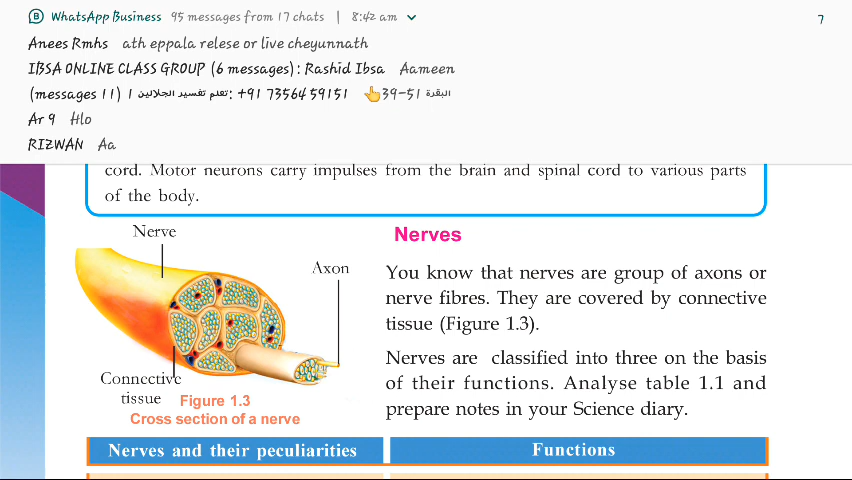 WhatsApp Business 95 messages from 17 chats | 8:42 am
7
Anees Rmhs ath eppala relese or live cheyunnath
IBSA ONLINE CLASS GROUP (6 messages): Rashid Ibsa Aameen
(messages 11) تعلم تفسير الجلالين 1: +91 7356459151 👆البقرة 51-39
Ar 9 Hlo
RIZWAN Aa
cord. Motor neurons carry impulses from the brain and spinal cord to various parts
of the body.
Nerve
Axon
Connective
tissue
Figure 1.3
Cross section of a nerve
Nerves
You know that nerves are group of axons or
nerve fibres. They are covered by connective
tissue (Figure 1.3).
Nerves are classified into three on the basis
of their functions. Analyse table 1.1 and
prepare notes in your Science diary.
Nerves and their peculiarities
Functions